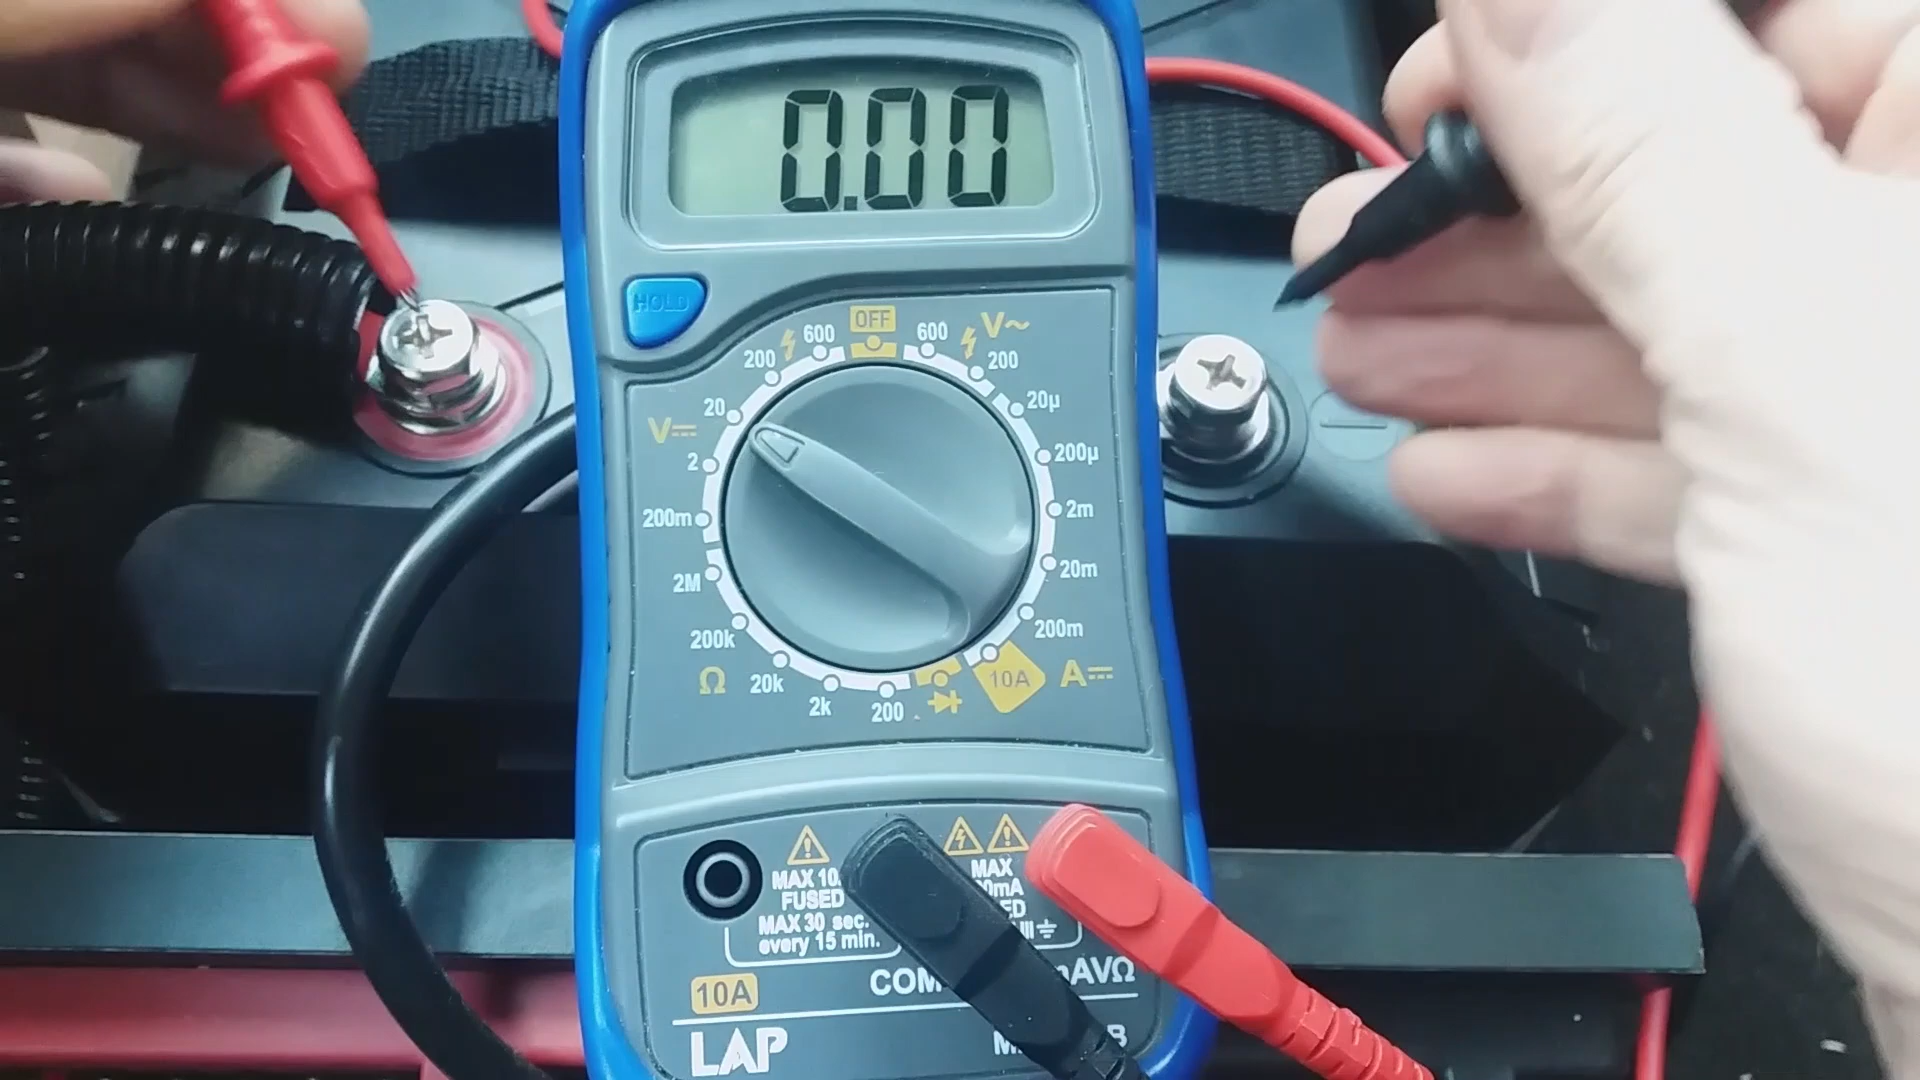 0.00
HOLD
OFF
600
600
V~
200
200
20
20µ
V
200µ
2
200m
2m
2M
20m
200k
200m
Ω
20k
10A
A
2k
200
MAX 10
FUSED
MAX 30 sec.
every 15 min.
MAX
COM
AVΩ
10A
LAP